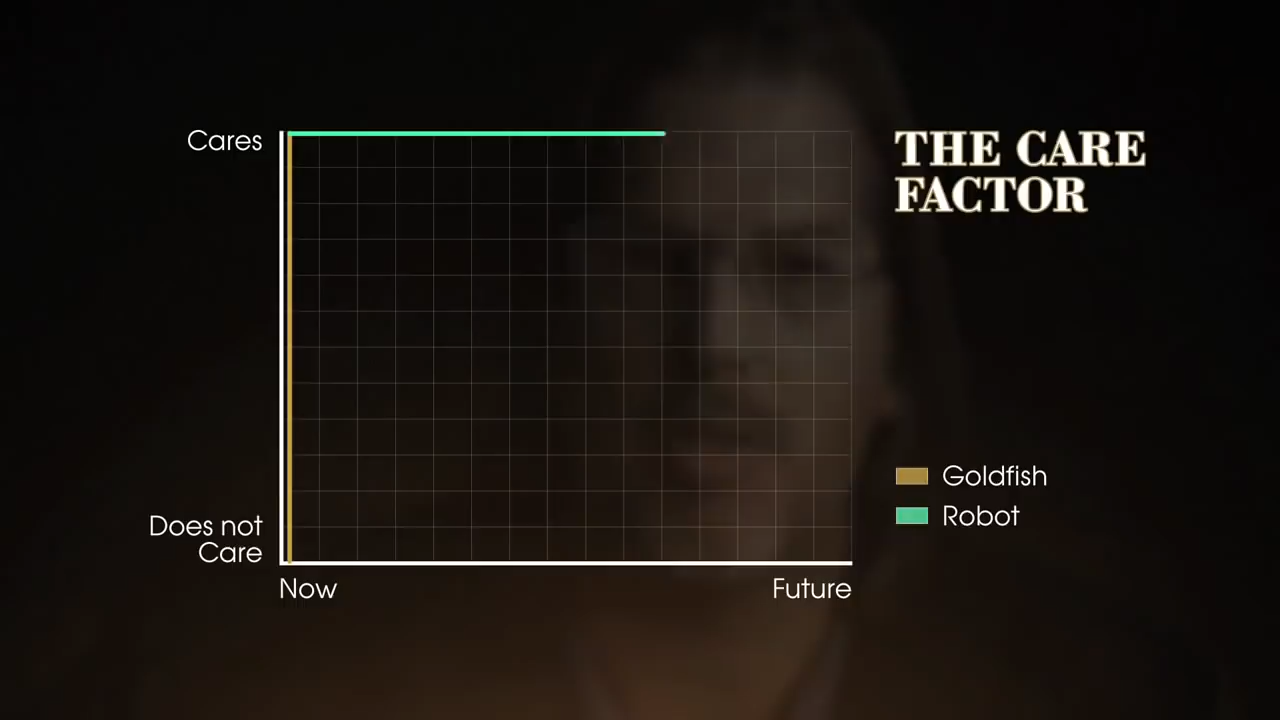 Cares
THE CARE
FACTOR
Goldfish
Robot
Does not
Care
Now
Future